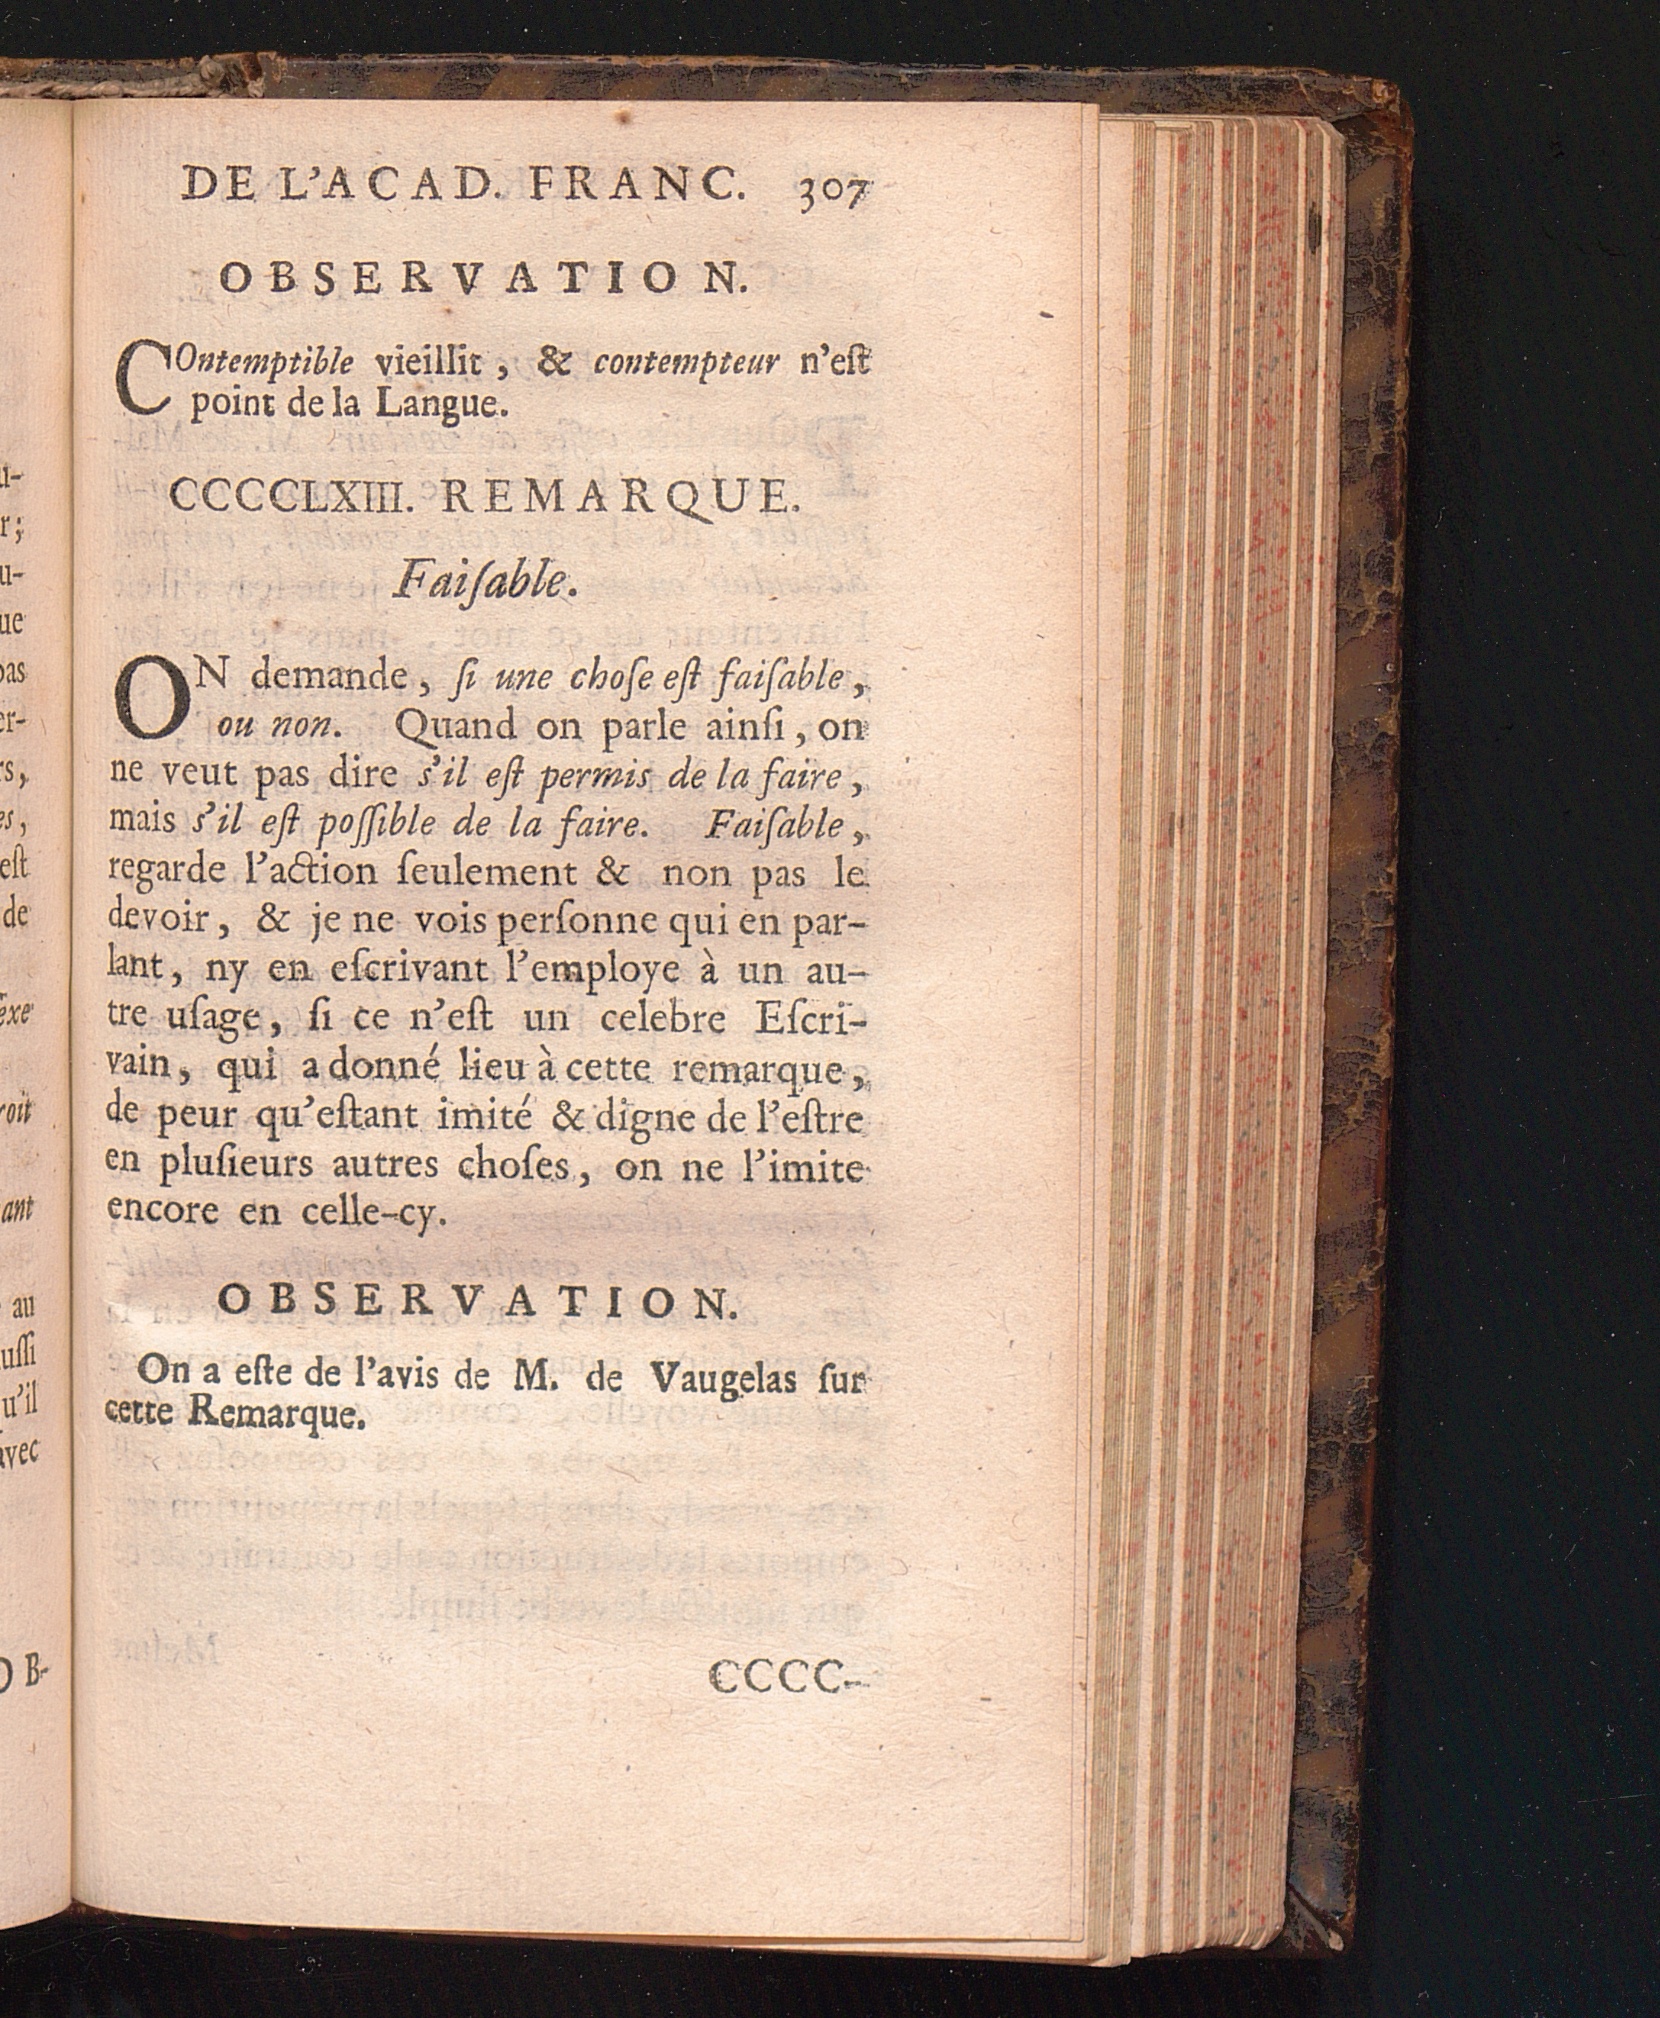 DE L'ACAD. FRANC. 307
OBSERVATION.
COntemptible vieillit, & contempteur n'eſt
point de la Langue.
CCCCLXIII. REMARQUE.
Faiſable.
ON demande, ſi une choſe eſt faiſable,
ou non. Quand on parle ainſi, on
ne veut pas dire s'il eſt permis de la faire,
mais s'il eſt poſſible de la faire. Faiſable,
regarde l'action ſeulement & non pas le
devoir, & je ne vois perſonne qui en par-
lant, ny en eſcrivant l'employe à un au-
tre uſage, ſi ce n'eſt un celebre Eſcri-
vain, qui a donné lieu à cette remarque,
de peur qu'eſtant imité & digne de l'eſtre
en pluſieurs autres choſes, on ne l'imite
encore en celle-cy.
OBSERVATION.
On a eſte de l'avis de M. de Vaugelas ſur
cette Remarque.
CCCC-